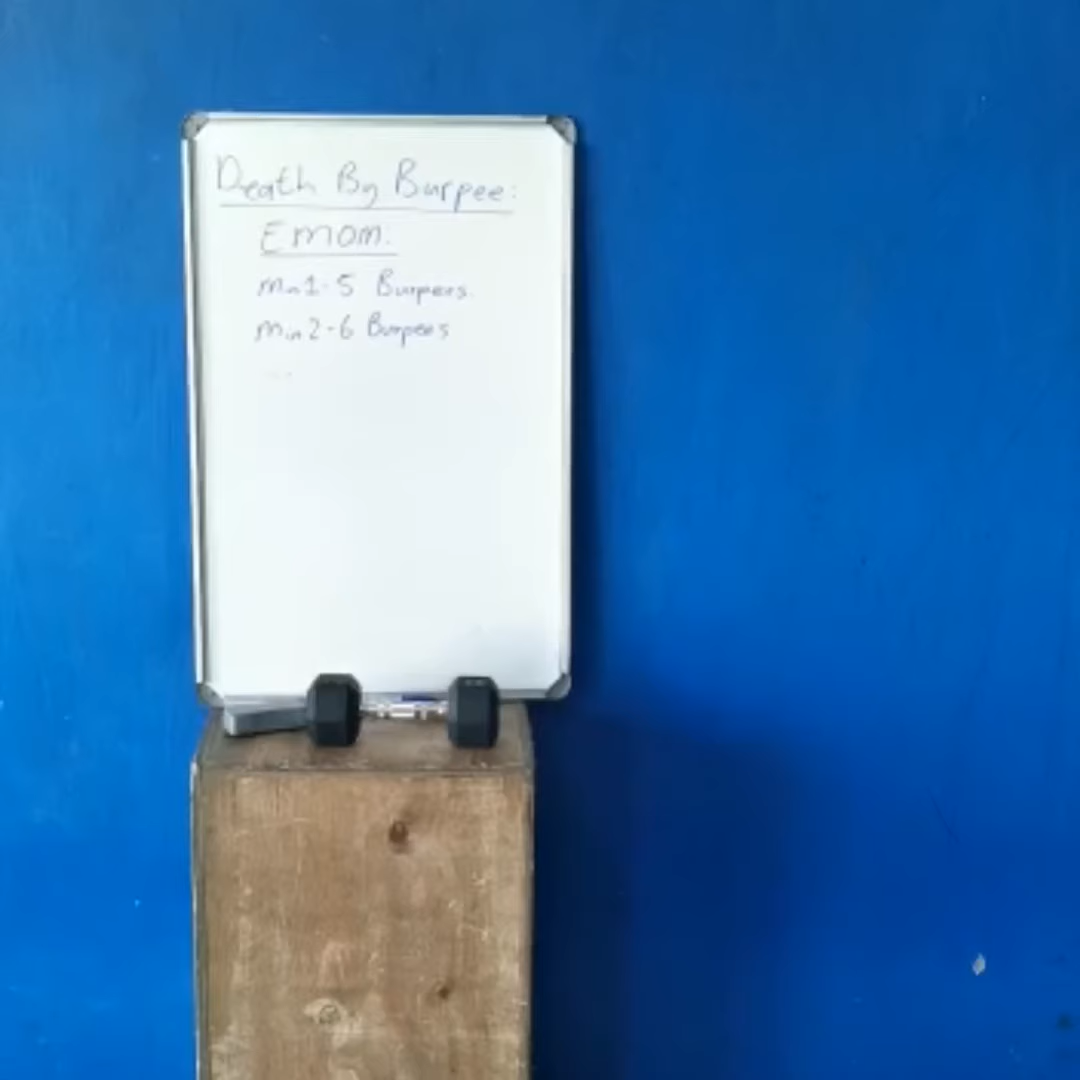 Death By Burpee:
EMOM.
Min 1 - 5 Burpees.
Min 2 - 6 Burpees
...